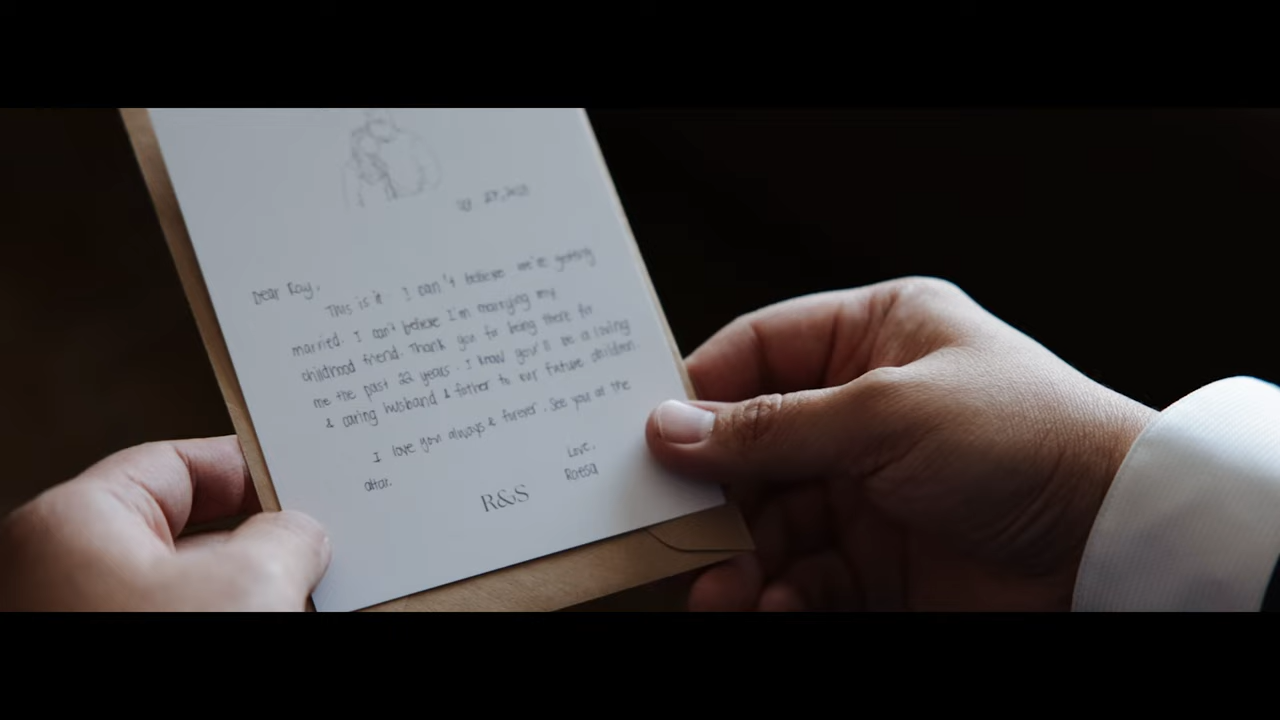 Dear Ray,
This is it I can't believe we're getting
married. I can't believe I'm marrying my
childhood friend. Thank you for being there for
me the past 22 years. I know you'll be a loving
& caring husband & father to our future children.
I love you always & forever. See you at the
altar.
Love,
R&S